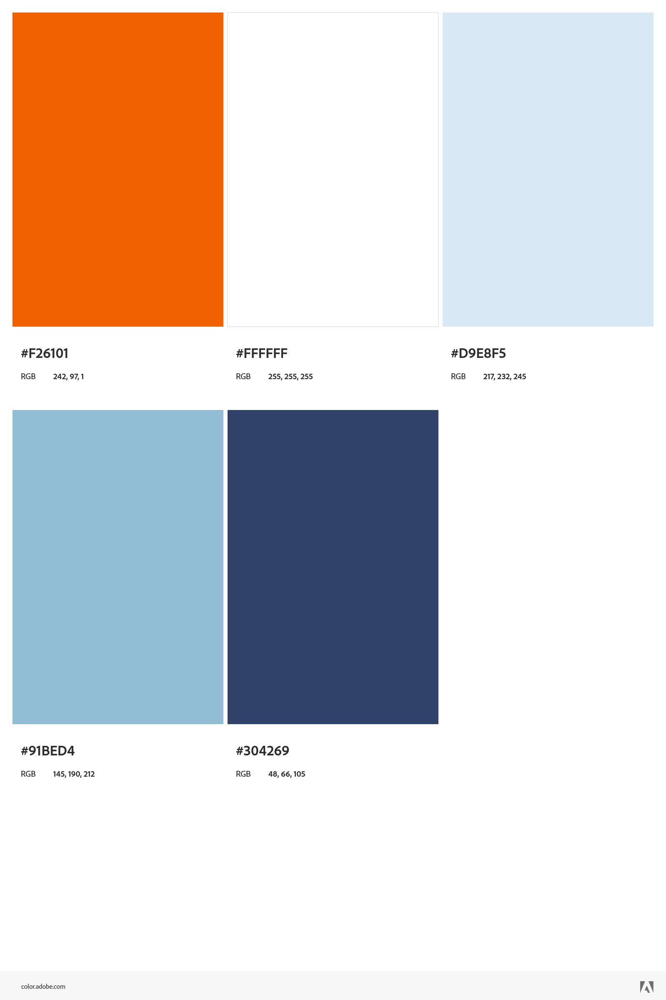 #F26101
RGB 242, 97, 1
#FFFFFF
RGB 255, 255, 255
#D9E8F5
RGB 217, 232, 245
#91BED4
RGB 145, 190, 212
#304269
RGB 48, 66, 105
color.adobe.com